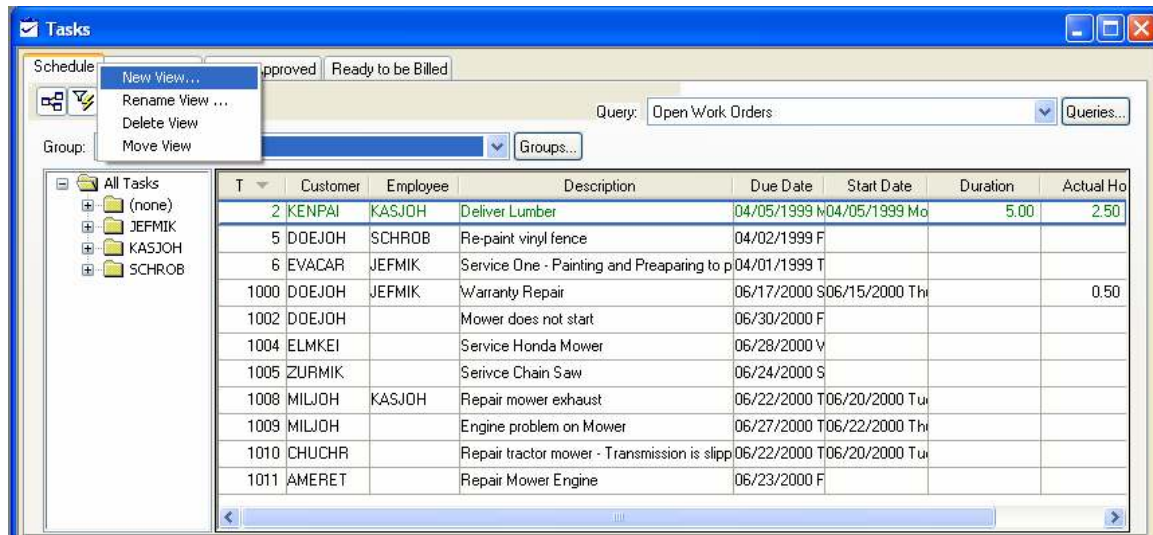 Tasks
Schedule pproved Ready to be Billed
New View...
Rename View ...
Delete View
Move View
Query: Open Work Orders Queries...
Group: Groups...
All Tasks
(none)
JEFMIK
KASJOH
SCHROB
T Customer Employee Description Due Date Start Date Duration Actual Ho
2 KENPAI KASJOH Deliver Lumber 04/05/1999 M 04/05/1999 Mo 5.00 2.50
5 DOEJOH SCHROB Re-paint vinyl fence 04/02/1999 F
6 EVACAR JEFMIK Service One - Painting and Preaparing to p 04/01/1999 T
1000 DOEJOH JEFMIK Warranty Repair 06/17/2000 S 06/15/2000 Thu 0.50
1002 DOEJOH Mower does not start 06/30/2000 F
1004 ELMKEI Service Honda Mower 06/28/2000 W
1005 ZURMIK Serivce Chain Saw 06/24/2000 S
1008 MILJOH KASJOH Repair mower exhaust 06/22/2000 T 06/20/2000 Tue
1009 MILJOH Engine problem on Mower 06/27/2000 T 06/22/2000 Thu
1010 CHUCHR Repair tractor mower - Transmission is slipp 06/22/2000 T 06/20/2000 Tue
1011 AMERET Repair Mower Engine 06/23/2000 F